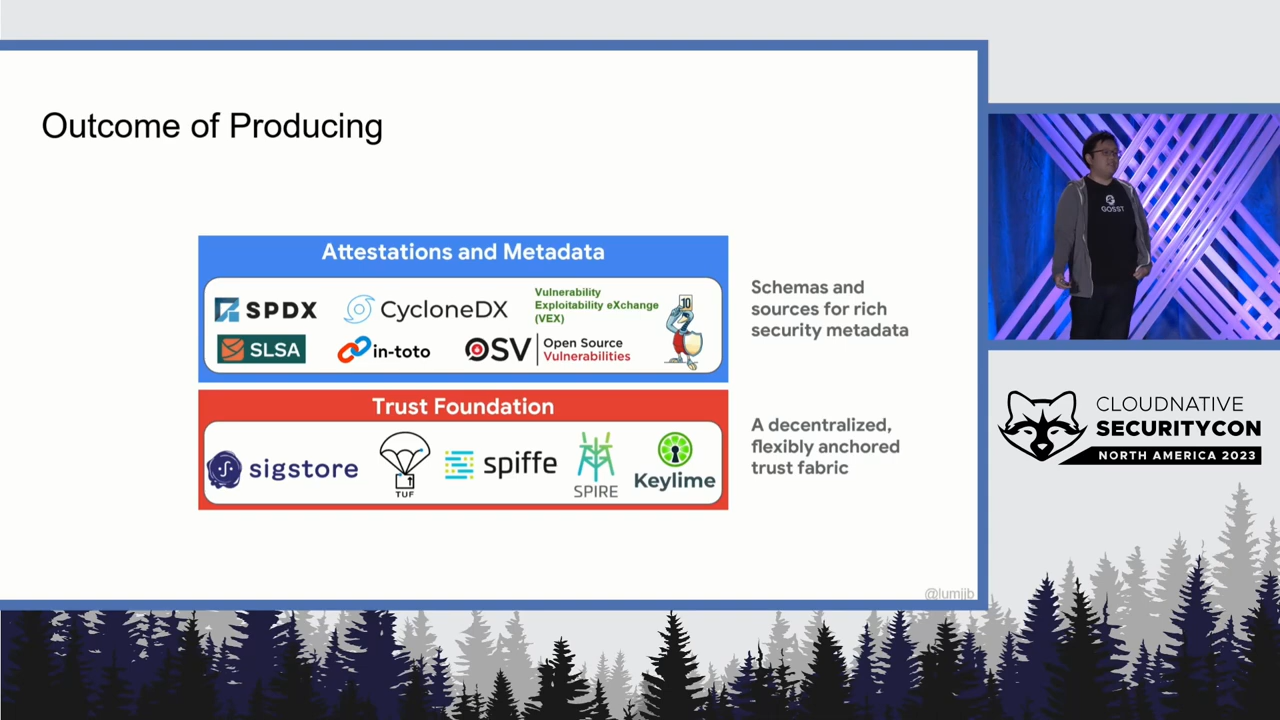 Outcome of Producing
Attestations and Metadata
SPDX
CycloneDX
Vulnerability
Exploitability eXchange
(VEX)
10
SLSA
in-toto
OSV
Open Source
Vulnerabilities
Schemas and
sources for rich
security metadata
Trust Foundation
sigstore
TUF
spiffe
SPIRE
Keylime
A decentralized,
flexibly anchored
trust fabric
@lumjjb
GOSST
CLOUDNATIVE
SECURITYCON
NORTH AMERICA 2023